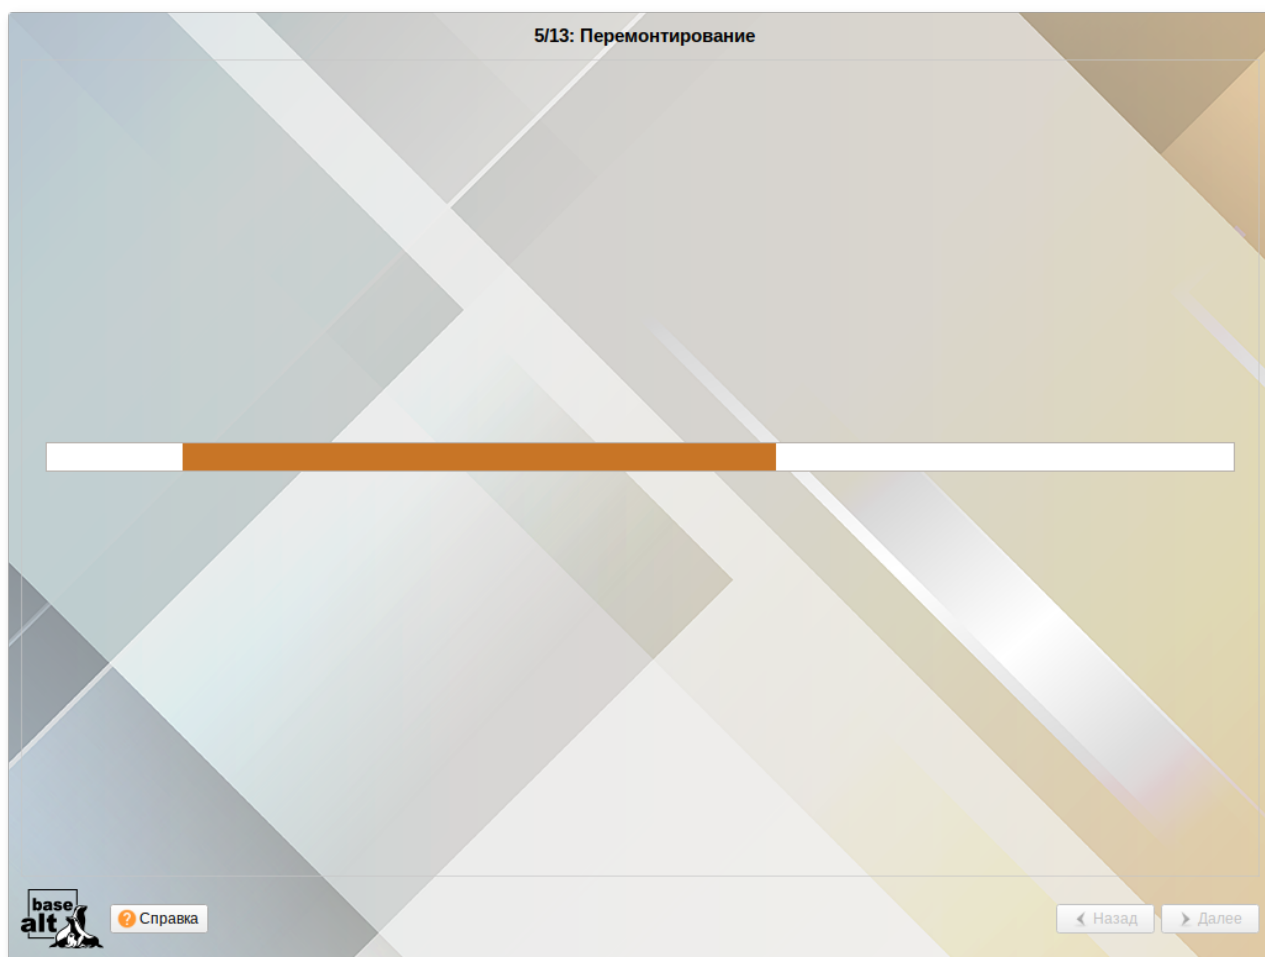 5/13: Перемонтирование
base
alt
Справка
Назад
Далее